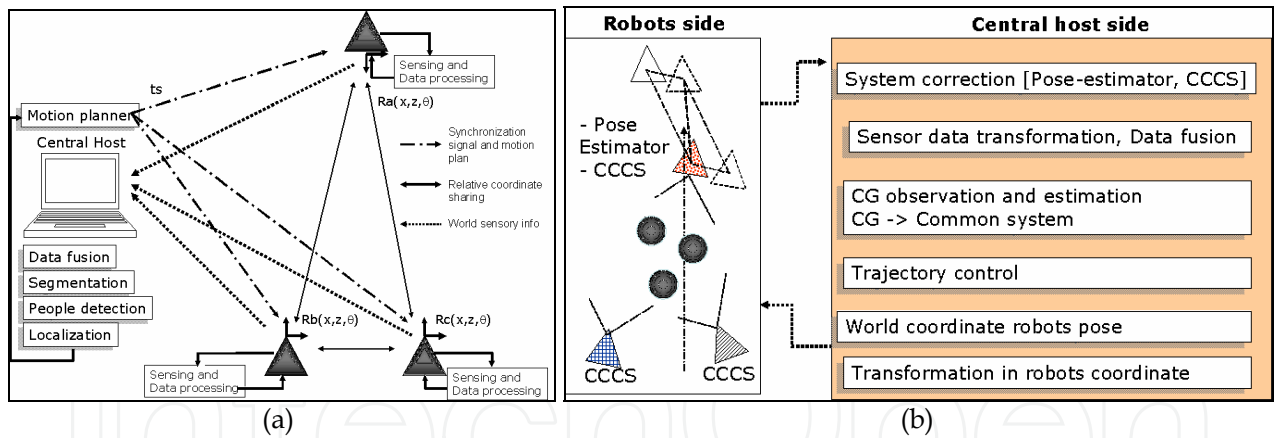 Sensing and
Data processing
ts
Ra(x,z,θ)
Motion planner
Central Host
Synchronization
signal and motion
plan
Relative coordinate
sharing
World sensory info
Data fusion
Segmentation
People detection
Localization
Rb(x,z,θ)
Rc(x,z,θ)
Sensing and
Data processing
Sensing and
Data processing
(a)
Robots side
- Pose
Estimator
- CCCS
CCCS
CCCS
Central host side
System correction [Pose-estimator, CCCS]
Sensor data transformation, Data fusion
CG observation and estimation
CG -> Common system
Trajectory control
World coordinate robots pose
Transformation in robots coordinate
(b)